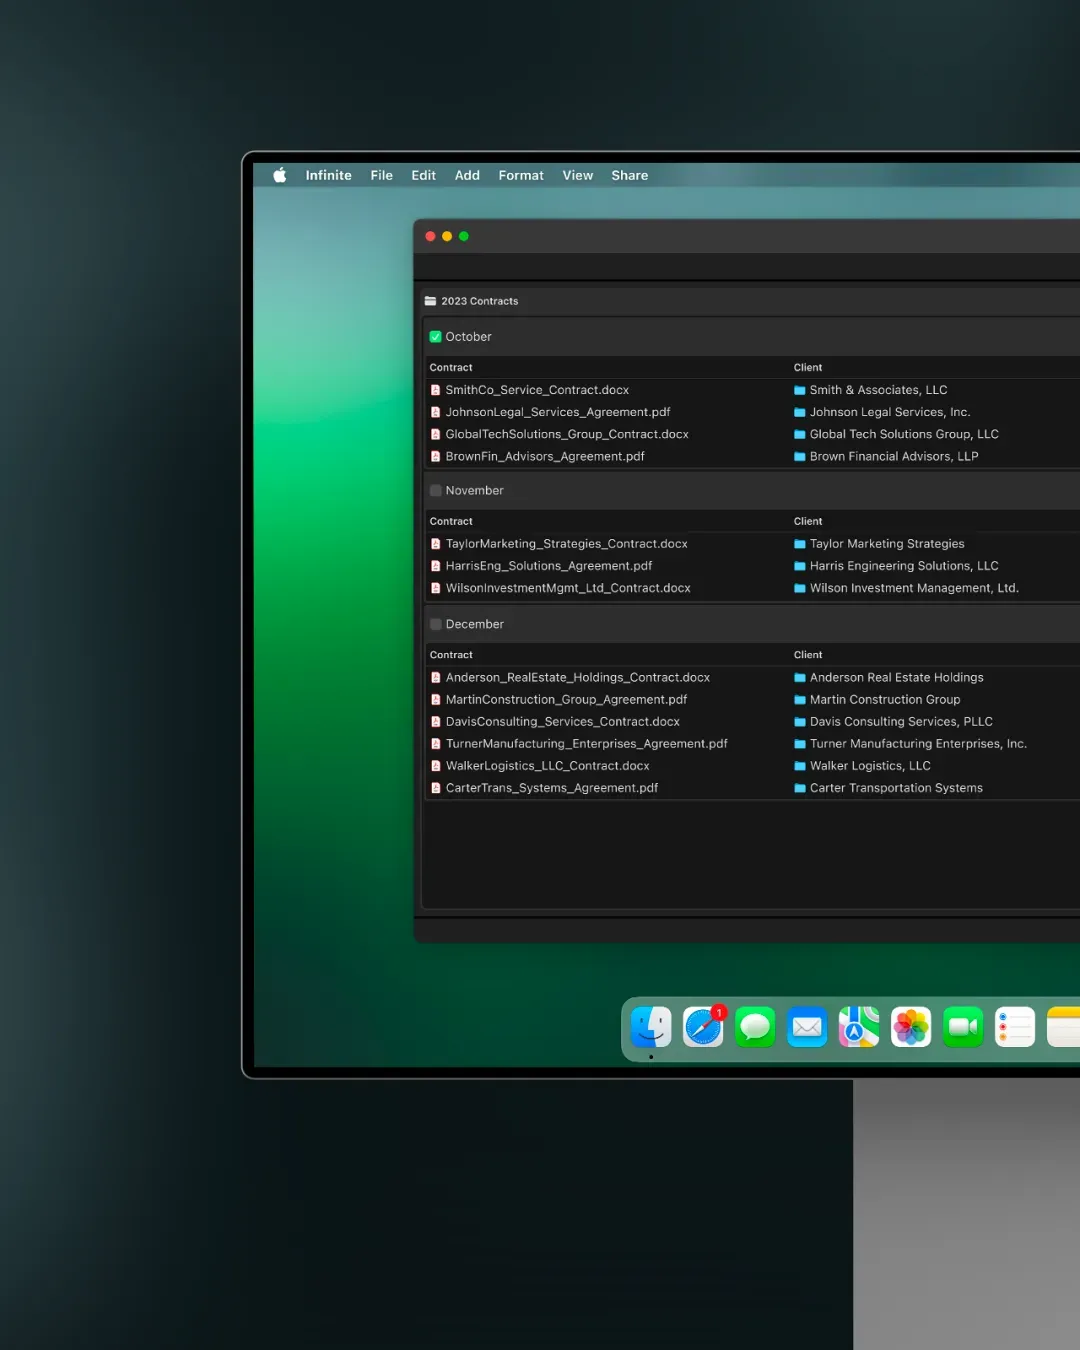 Infinite File Edit Add Format View Share
2023 Contracts
October
Contract Client
SmithCo_Service_Contract.docx Smith & Associates, LLC
JohnsonLegal_Services_Agreement.pdf Johnson Legal Services, Inc.
GlobalTechSolutions_Group_Contract.docx Global Tech Solutions Group, LLC
BrownFin_Advisors_Agreement.pdf Brown Financial Advisors, LLP
November
Contract Client
TaylorMarketing_Strategies_Contract.docx Taylor Marketing Strategies
HarrisEng_Solutions_Agreement.pdf Harris Engineering Solutions, LLC
WilsonInvestmentMgmt_Ltd_Contract.docx Wilson Investment Management, Ltd.
December
Contract Client
Anderson_RealEstate_Holdings_Contract.docx Anderson Real Estate Holdings
MartinConstruction_Group_Agreement.pdf Martin Construction Group
DavisConsulting_Services_Contract.docx Davis Consulting Services, PLLC
TurnerManufacturing_Enterprises_Agreement.pdf Turner Manufacturing Enterprises, Inc.
WalkerLogistics_LLC_Contract.docx Walker Logistics, LLC
CarterTrans_Systems_Agreement.pdf Carter Transportation Systems
1